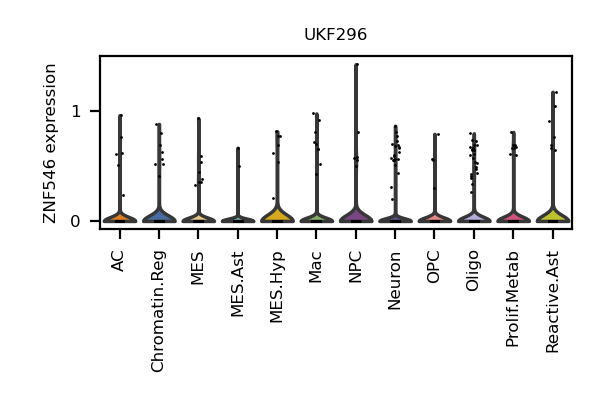 UKF296
ZNF546 expression
1
0
AC
Chromatin.Reg
MES
MES.Ast
MES.Hyp
Mac
NPC
Neuron
OPC
Oligo
Prolif.Metab
Reactive.Ast